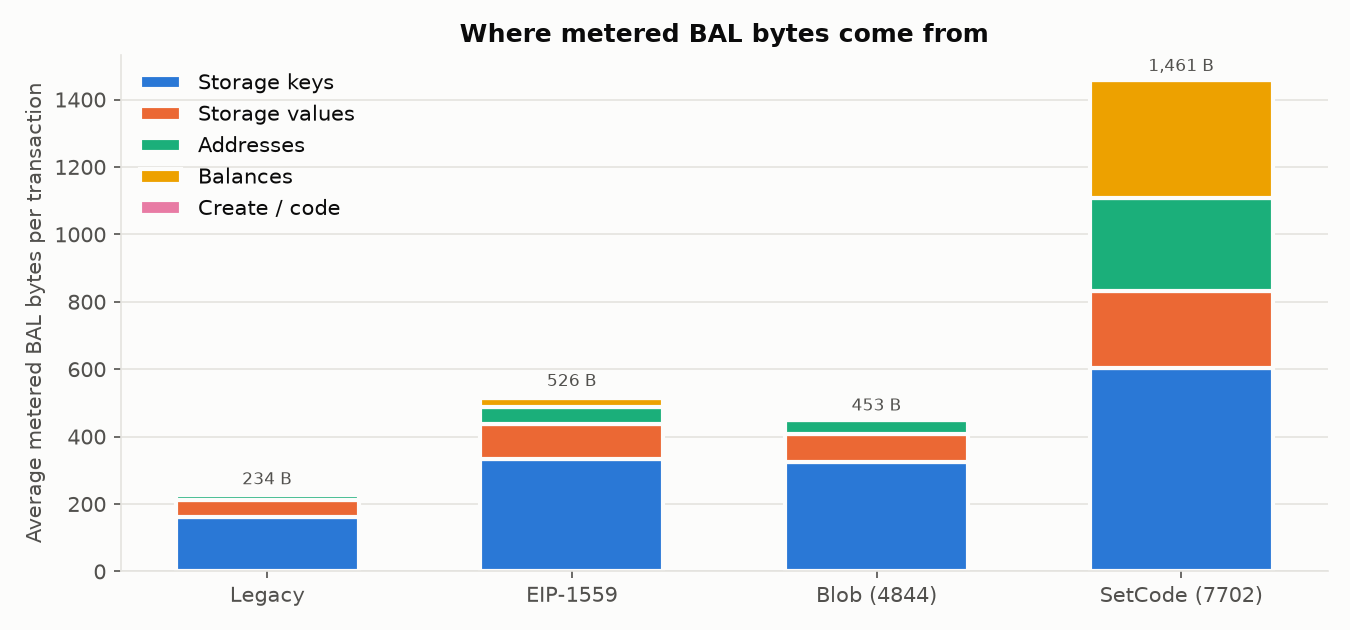 Where metered BAL bytes come from
Average metered BAL bytes per transaction
1400
1200
1000
800
600
400
200
0
Storage keys
Storage values
Addresses
Balances
Create / code
234 B
526 B
453 B
1,461 B
Legacy
EIP-1559
Blob (4844)
SetCode (7702)